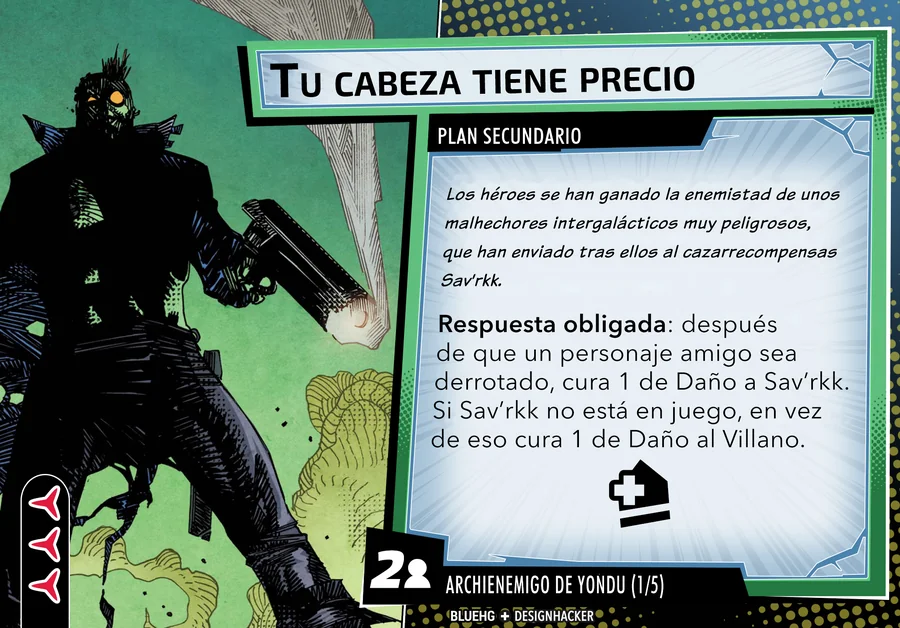 TU CABEZA TIENE PRECIO
PLAN SECUNDARIO
Los héroes se han ganado la enemistad de unos
malhechores intergalácticos muy peligrosos,
que han enviado tras ellos al cazarrecompensas
Sav'rkk.
Respuesta obligada: después
de que un personaje amigo sea
derrotado, cura 1 de Daño a Sav'rkk.
Si Sav'rkk no está en juego, en vez
de eso cura 1 de Daño al Villano.
2
ARCHIENEMIGO DE YONDU (1/5)
BLUEHG + DESIGNHACKER